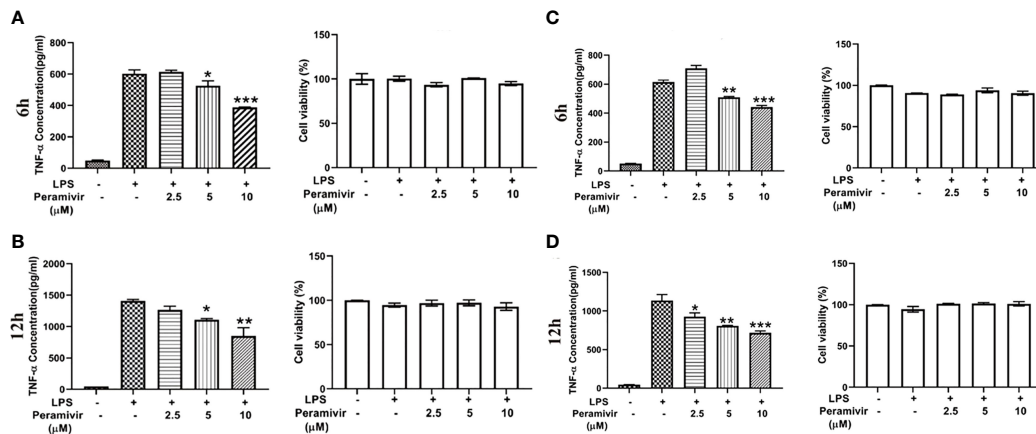 A
6h
TNF-α Concentration(pg/ml)
800
600
400
200
0
*
***
LPS - + + + +
Peramivir - - 2.5 5 10
(μM)
Cell viability (%)
150
100
50
0
LPS - + + + +
Peramivir - - 2.5 5 10
(μM)
B
12h
TNF-α Concentration(pg/ml)
2000
1500
1000
500
0
*
**
LPS - + + + +
Peramivir - - 2.5 5 10
(μM)
Cell viability (%)
150
100
50
0
LPS - + + + +
Peramivir - - 2.5 5 10
(μM)
C
6h
TNF-α Concentration(pg/ml)
800
600
400
200
0
**
***
LPS - + + + +
Peramivir - - 2.5 5 10
(μM)
Cell viability (%)
150
100
50
0
LPS - + + + +
Peramivir - - 2.5 5 10
(μM)
D
12h
TNF-α Concentration(pg/ml)
1500
1000
500
0
*
**
***
LPS - + + + +
Peramivir - - 2.5 5 10
(μM)
Cell viability (%)
150
100
50
0
LPS - + + + +
Peramivir - - 2.5 5 10
(μM)